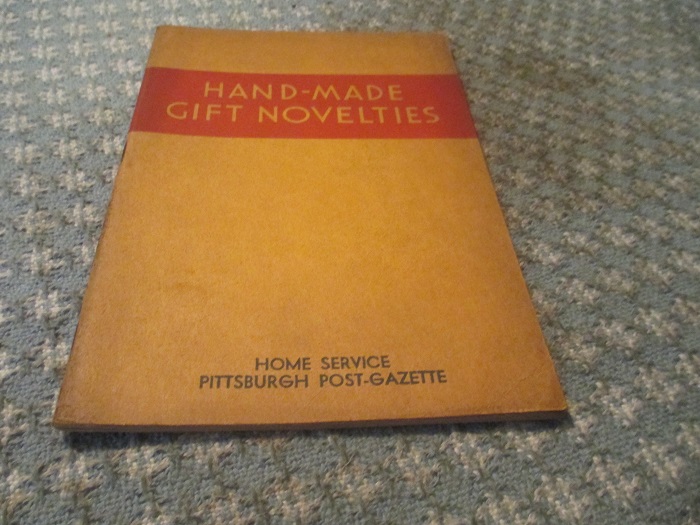 HAND-MADE
GIFT NOVELTIES
HOME SERVICE
PITTSBURGH POST-GAZETTE